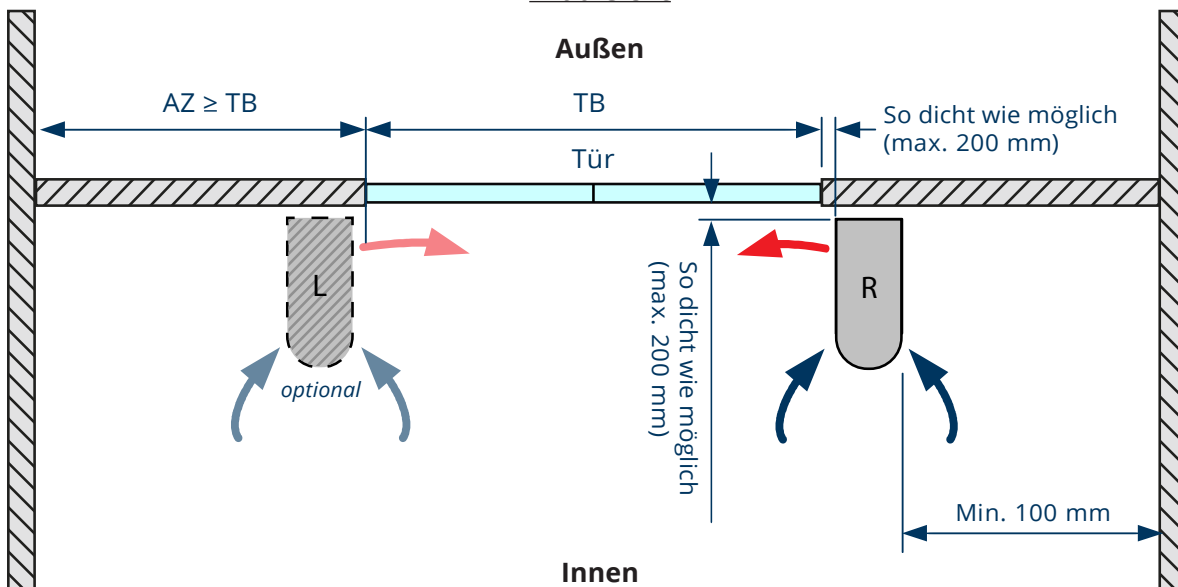 Außen
AZ ≥ TB
TB
So dicht wie möglich
(max. 200 mm)
Tür
So dicht wie möglich
(max. 200 mm)
L
R
optional
Min. 100 mm
Innen